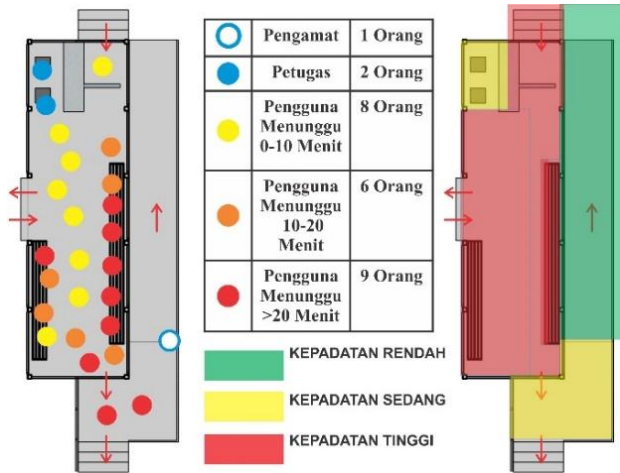 Pengamat 1 Orang
Petugas 2 Orang
Pengguna 8 Orang
Menunggu
0-10 Menit
Pengguna 6 Orang
Menunggu
10-20
Menit
Pengguna 9 Orang
Menunggu
>20 Menit
KEPADATAN RENDAH
KEPADATAN SEDANG
KEPADATAN TINGGI